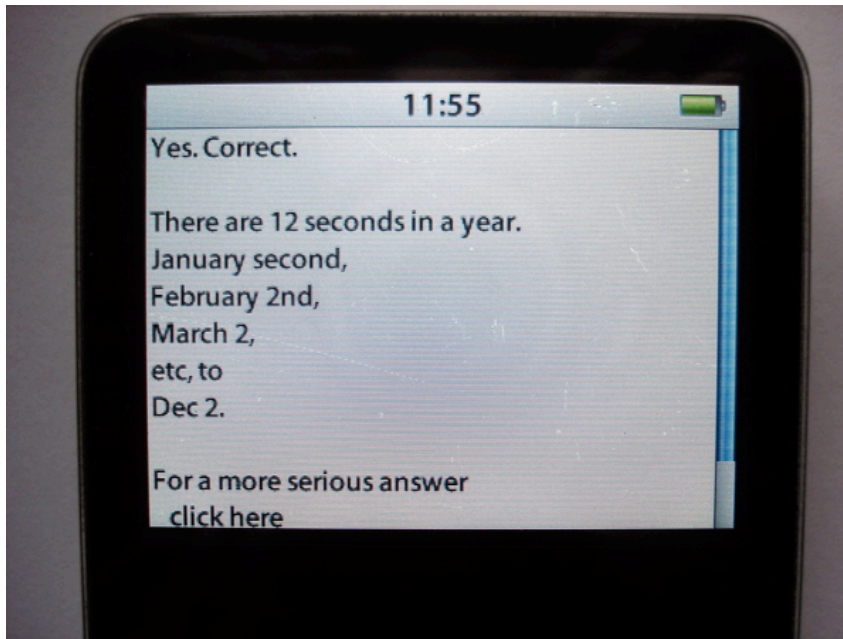 11:55
Yes. Correct.
There are 12 seconds in a year.
January second,
February 2nd,
March 2,
etc, to
Dec 2.
For a more serious answer
click here